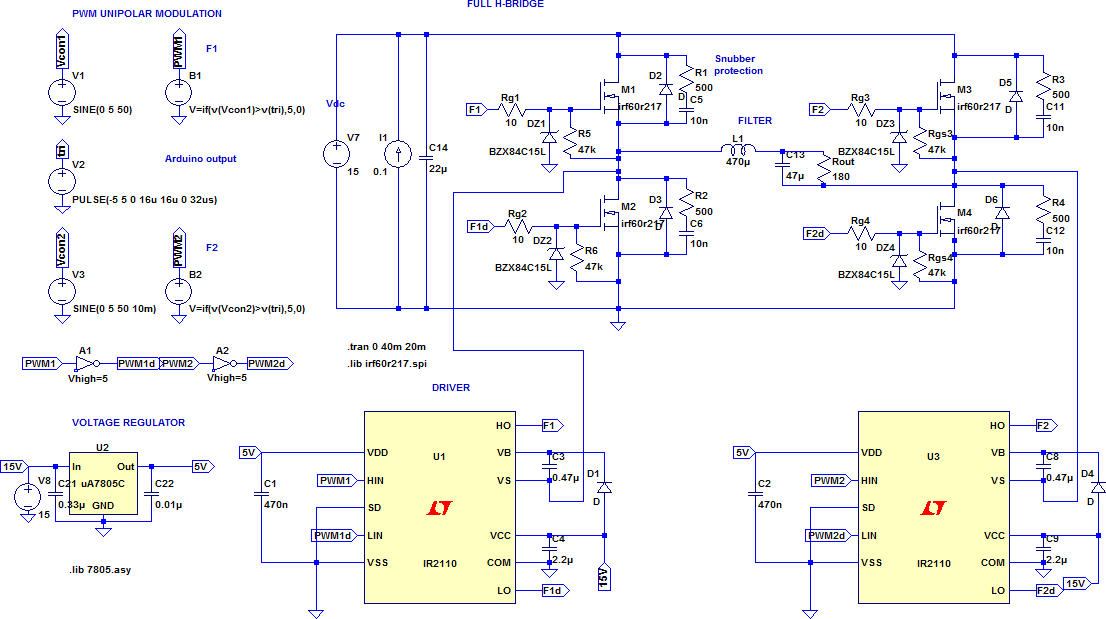 PWM UNIPOLAR MODULATION
FULL H-BRIDGE
Vcon1
V1
SINE(0 5 50)
PWM1
F1
B1
V=if(v(Vcon1)>v(tri),5,0)
tri
V2
Arduino output
PULSE(-5 5 0 16u 16u 0 32us)
Vcon2
V3
SINE(0 5 50 10m)
PWM2
F2
B2
V=if(v(Vcon2)>v(tri),5,0)
PWM1
A1
Vhigh=5
PWM1d
PWM2
A2
Vhigh=5
PWM2d
Vdc
V7
15
I1
0.1
C14
22µ
F1
Rg1
10
DZ1
BZX84C15L
R5
47k
M1
irf60r217
D2
D
R1
500
C5
10n
Snubber
protection
FILTER
L1
470µ
C13
47µ
Rout
180
F1d
Rg2
10
DZ2
BZX84C15L
R6
47k
M2
irf60r217
D3
D
R2
500
C6
10n
F2
Rg3
10
DZ3
BZX84C15L
Rgs3
47k
M3
irf60r217
D5
D
R3
500
C11
10n
F2d
Rg4
10
DZ4
BZX84C15L
Rgs4
47k
M4
irf60r217
D6
D
R4
500
C12
10n
.tran 0 40m 20m
.lib irf60r217.spi
DRIVER
VOLTAGE REGULATOR
15V
V8
15
C21
0.33µ
U2
In
Out
uA7805C
GND
C22
0.01µ
5V
.lib 7805.asy
5V
C1
470n
PWM1
PWM1d
VDD
HIN
SD
LIN
VSS
U1
IR2110
HO
VB
VS
VCC
COM
LO
F1
C3
0.47µ
D1
D
C4
2.2µ
15V
F1d
5V
C2
470n
PWM2
PWM2d
VDD
HIN
SD
LIN
VSS
U3
IR2110
HO
VB
VS
VCC
COM
LO
F2
C8
0.47µ
D4
D
C9
2.2µ
15V
F2d